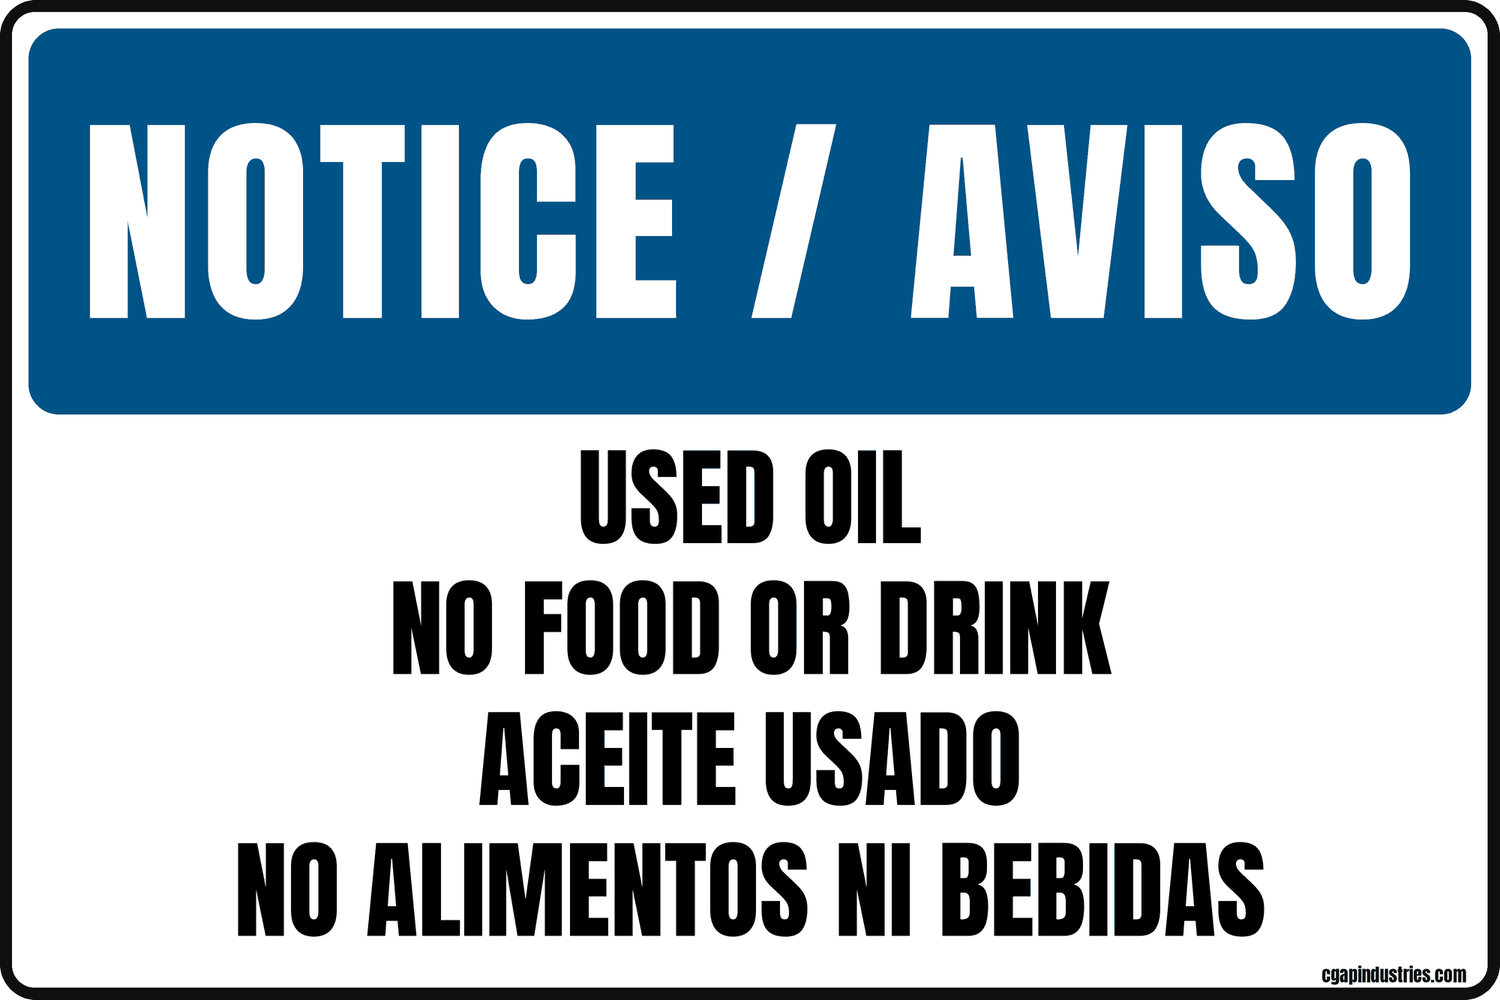 NOTICE / AVISO
USED OIL
NO FOOD OR DRINK
ACEITE USADO
NO ALIMENTOS NI BEBIDAS
cgapindustries.com